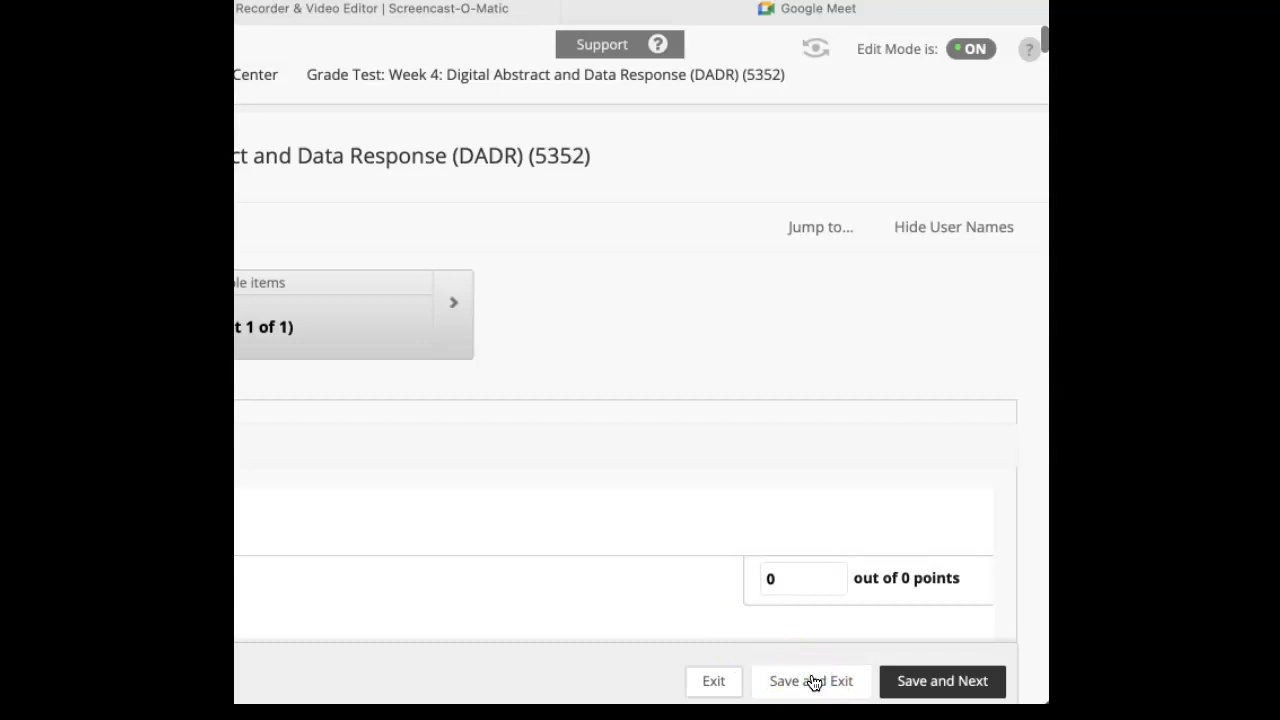 Recorder & Video Editor | Screencast-O-Matic
Google Meet
Support ?
Edit Mode is: ON ?
Center
Grade Test: Week 4: Digital Abstract and Data Response (DADR) (5352)
ct and Data Response (DADR) (5352)
Jump to... Hide User Names
le items
t 1 of 1)
0 out of 0 points
Exit Save and Exit Save and Next